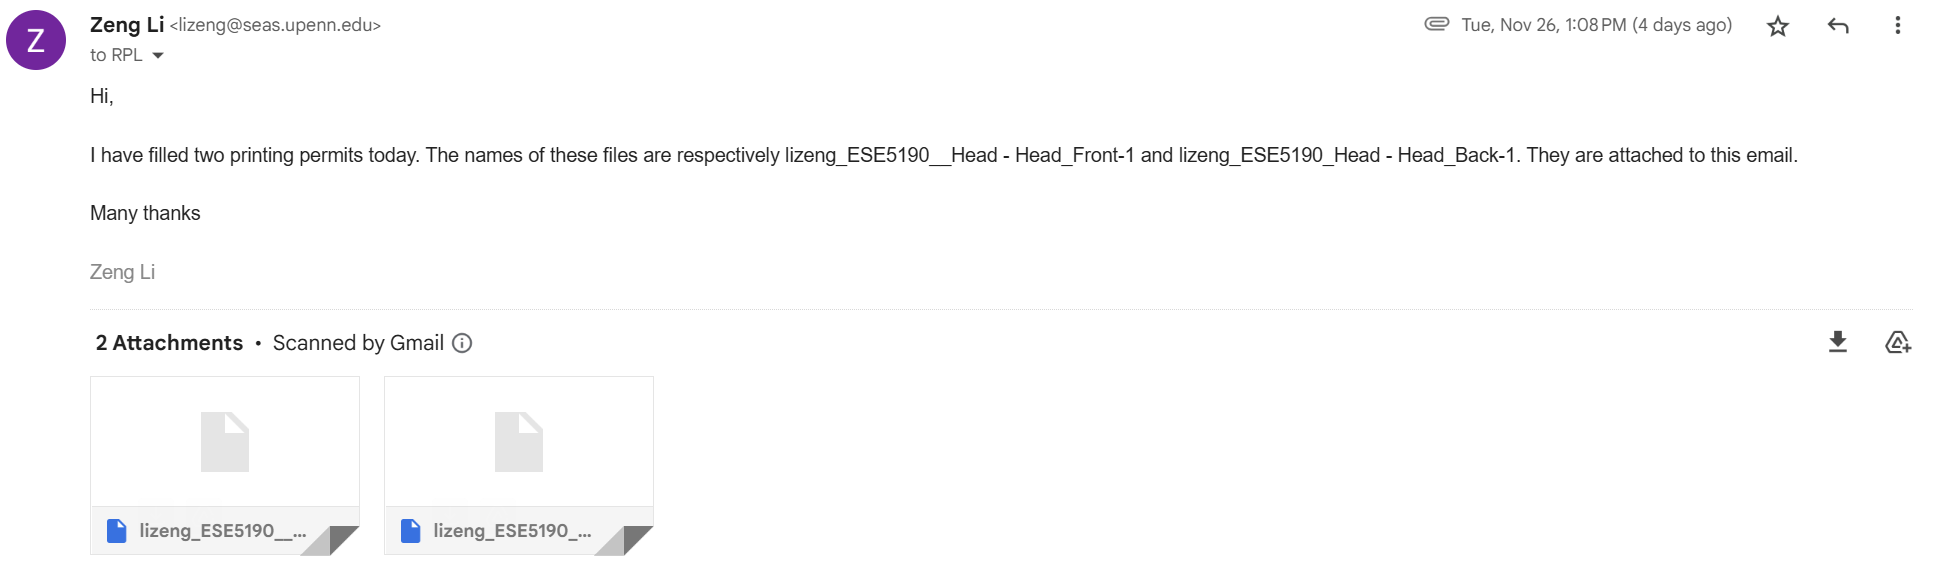 Z
Zeng Li <lizeng@seas.upenn.edu>
Tue, Nov 26, 1:08 PM (4 days ago)
to RPL
Hi,
I have filled two printing permits today. The names of these files are respectively lizeng_ESE5190__Head - Head_Front-1 and lizeng_ESE5190_Head - Head_Back-1. They are attached to this email.
Many thanks
Zeng Li
2 Attachments • Scanned by Gmail
lizeng_ESE5190__...
lizeng_ESE5190_...